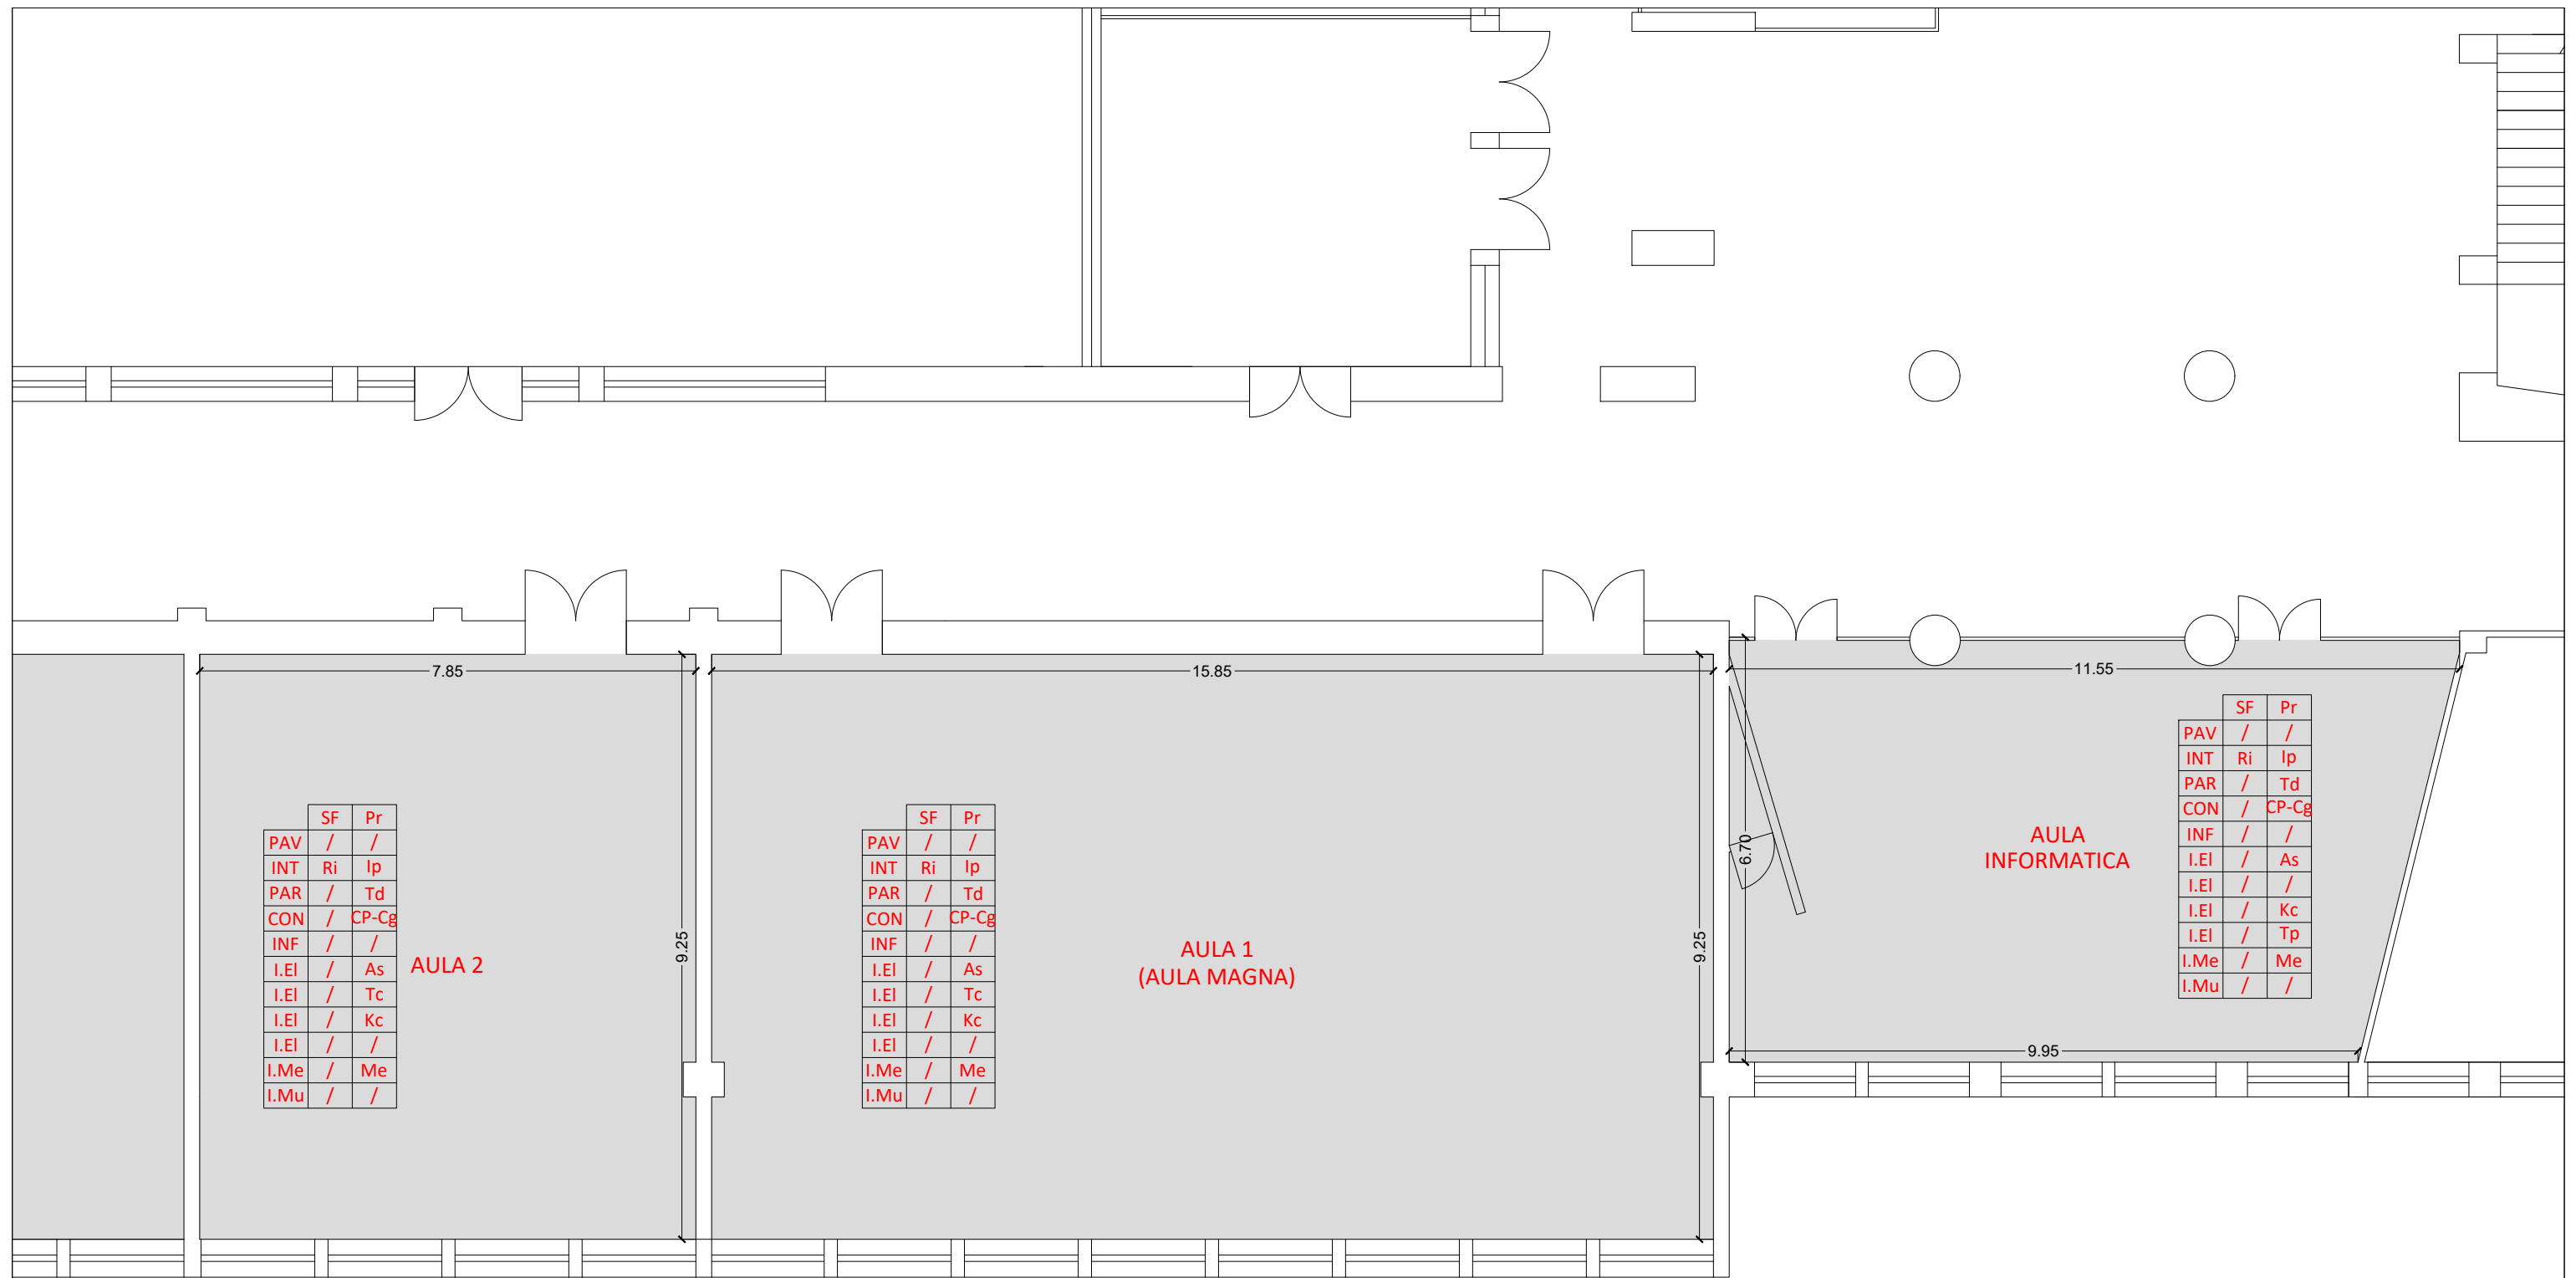 7.85
9.25
SF Pr
PAV / /
INT Ri Ip
PAR / Td
CON / CP-Cg
INF / /
I.El / As
I.El / Tc
I.El / Kc
I.El / /
I.Me / Me
I.Mu / /
AULA 2
15.85
9.25
SF Pr
PAV / /
INT Ri Ip
PAR / Td
CON / CP-Cg
INF / /
I.El / As
I.El / Tc
I.El / Kc
I.El / /
I.Me / Me
I.Mu / /
AULA 1
(AULA MAGNA)
11.55
6.70
AULA
INFORMATICA
SF Pr
PAV / /
INT Ri Ip
PAR / Td
CON / CP-Cg
INF / /
I.El / As
I.El / /
I.El / Kc
I.El / Tp
I.Me / Me
I.Mu / /
9.95